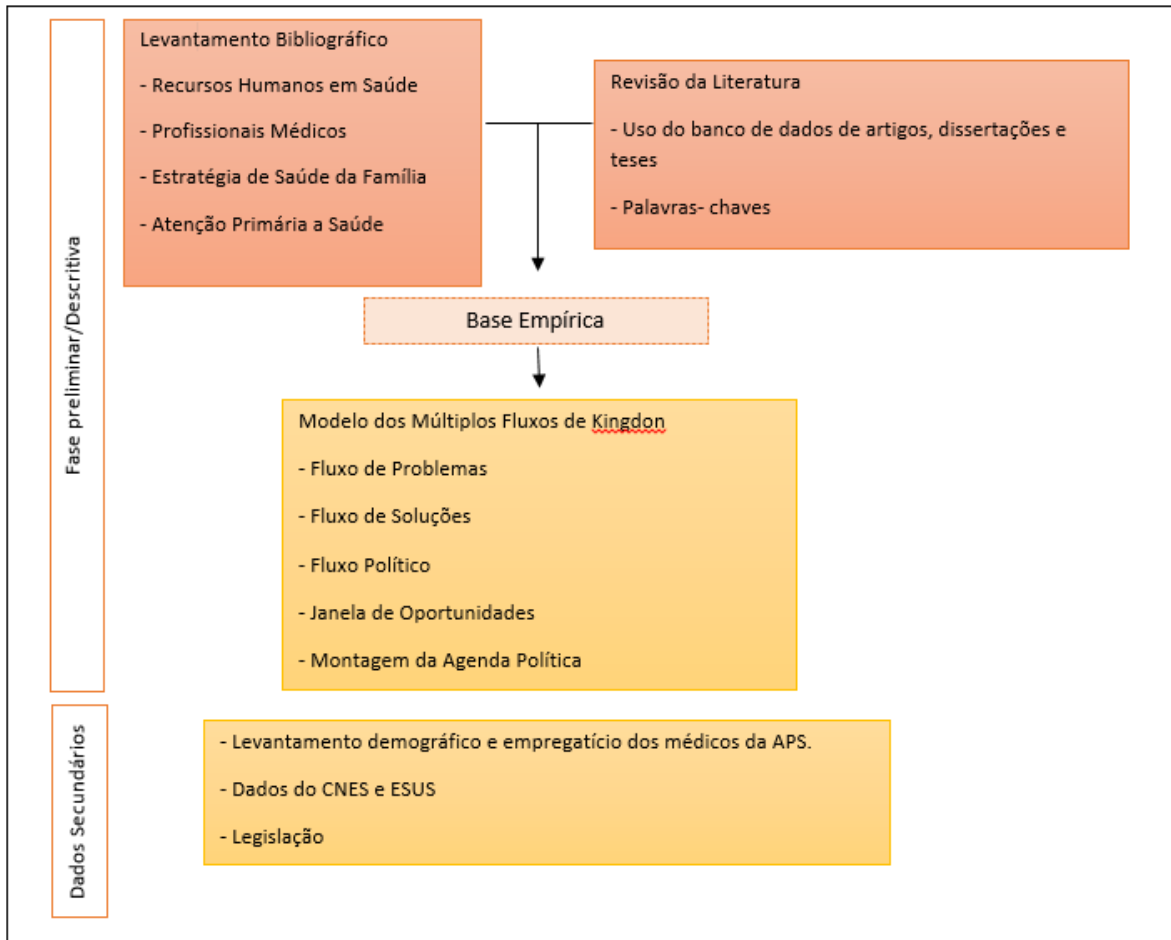 Fase preliminar/Descritiva
Levantamento Bibliográfico
- Recursos Humanos em Saúde
- Profissionais Médicos
- Estratégia de Saúde da Família
- Atenção Primária a Saúde
Revisão da Literatura
- Uso do banco de dados de artigos, dissertações e
teses
- Palavras- chaves
Base Empírica
Modelo dos Múltiplos Fluxos de Kingdon
- Fluxo de Problemas
- Fluxo de Soluções
- Fluxo Político
- Janela de Oportunidades
- Montagem da Agenda Política
Dados Secundários
- Levantamento demográfico e empregatício dos médicos da APS.
- Dados do CNES e ESUS
- Legislação